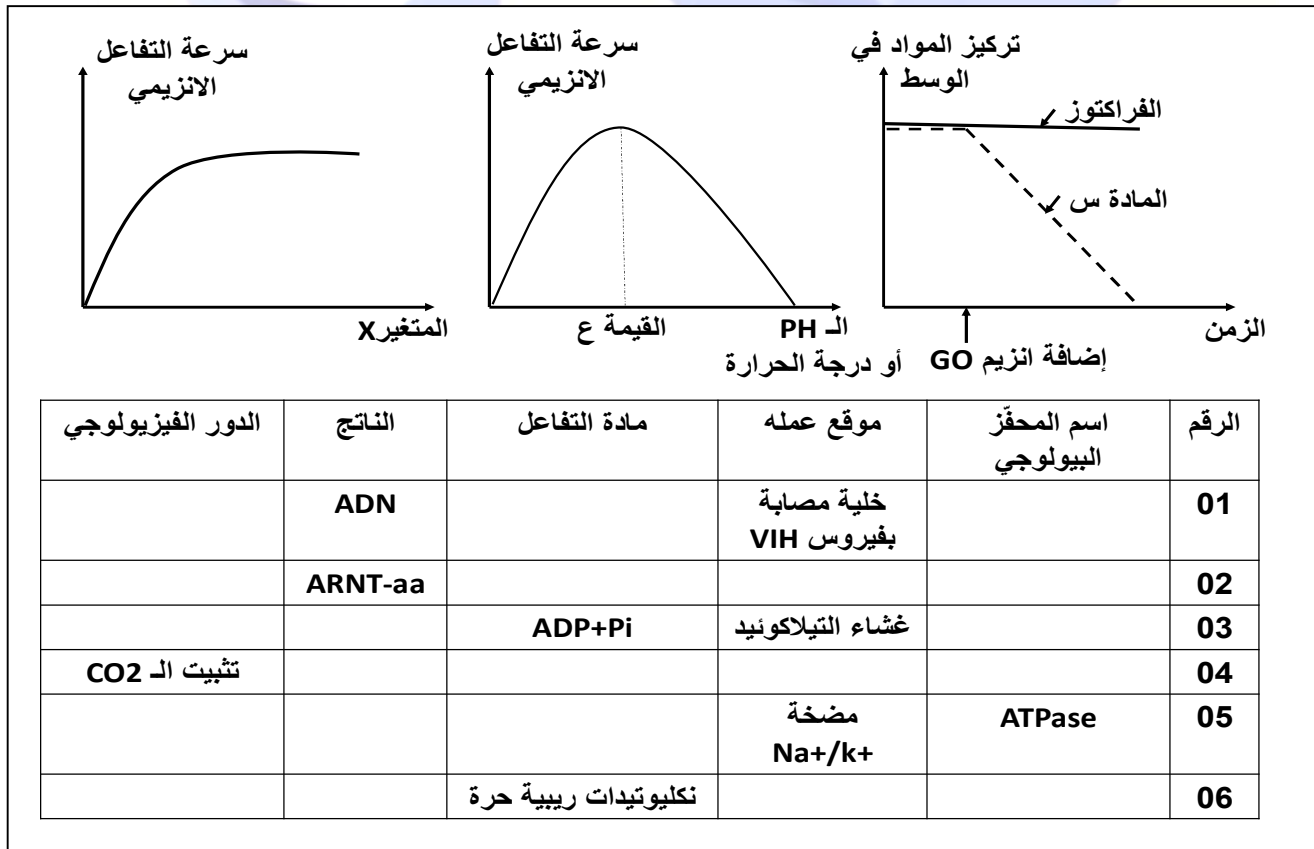 تركيز المواد في
الوسط
الفراكتوز
المادة س
الزمن
إضافة انزيم GO
سرعة التفاعل
الانزيمي
القيمة ع
الـ PH
أو درجة الحرارة
سرعة التفاعل
الانزيمي
المتغيرX
الرقم اسم المحفّز موقع عمله مادة التفاعل الناتج الدور الفيزيولوجي
البيولوجي
01 خلية مصابة ADN
بفيروس VIH
02 ARNT-aa
03 غشاء التيلاكوئيد ADP+Pi
04 تثبيت الـ CO2
05 ATPase مضخة
Na+/k+
06 نكليوتيدات ريبية حرة